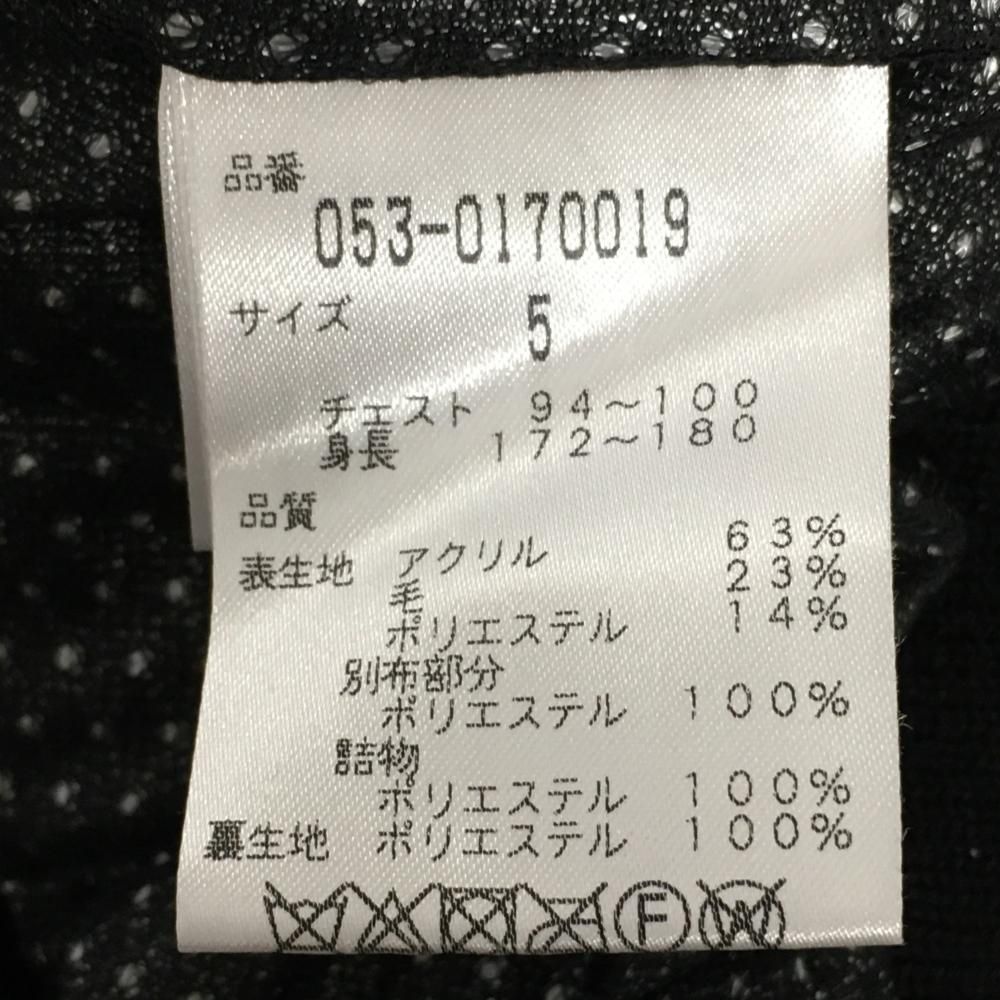 品番
053-0170019
サイズ 5
チェスト 94～100
身長 172～180
品質
表生地 アクリル 63%
毛 23%
ポリエステル 14%
別布部分
ポリエステル 100%
詰物
ポリエステル 100%
裏生地 ポリエステル 100%
F W